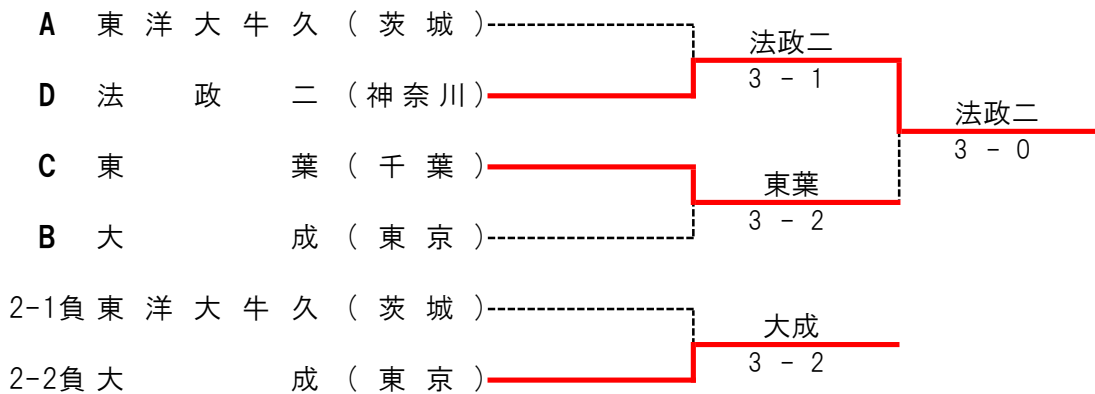 A 東洋大牛久(茨城)
法政二
3 - 1
D 法政二(神奈川)
法政二
3 - 0
C 東葉(千葉)
東葉
3 - 2
B 大成(東京)
2-1負 東洋大牛久(茨城)
大成
3 - 2
2-2負 大成(東京)